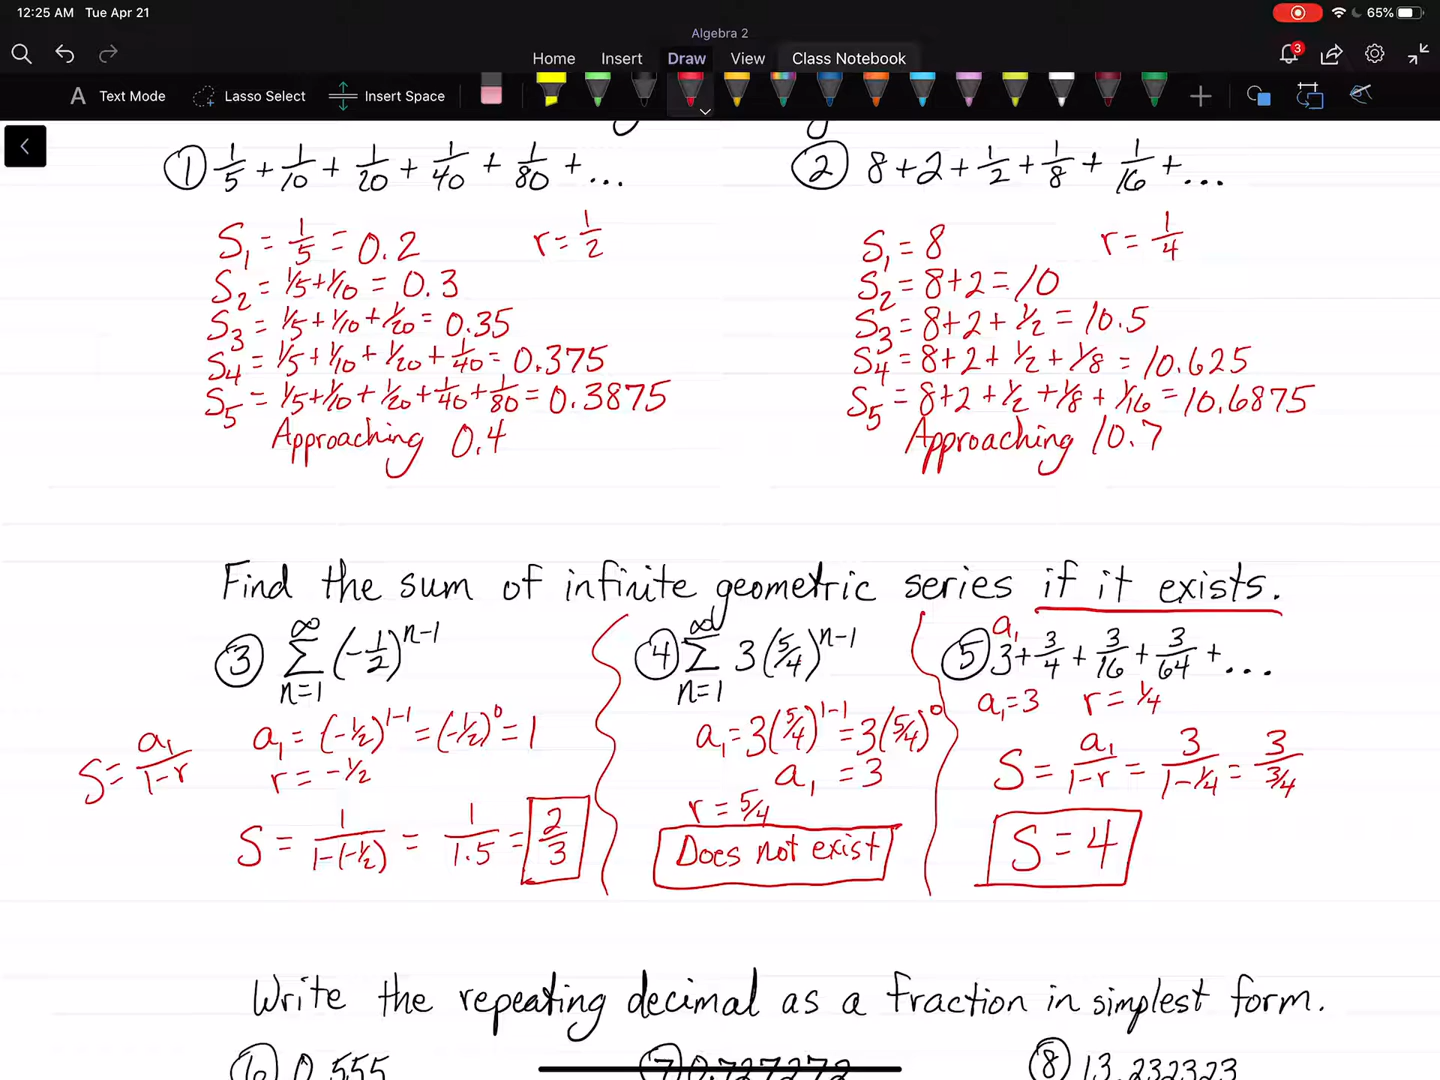 12:25 AM Tue Apr 21
65%
Algebra 2
Home Insert Draw View Class Notebook
3
A Text Mode Lasso Select Insert Space
① 1/5 + 1/10 + 1/20 + 1/40 + 1/80 + ...
S₁ = 1/5 = 0.2 r = 1/2
S₂ = 1/5 + 1/10 = 0.3
S₃ = 1/5 + 1/10 + 1/20 = 0.35
S₄ = 1/5 + 1/10 + 1/20 + 1/40 = 0.375
S₅ = 1/5 + 1/10 + 1/20 + 1/40 + 1/80 = 0.3875
Approaching 0.4
② 8 + 2 + 1/2 + 1/8 + 1/16 + ...
S₁ = 8 r = 1/4
S₂ = 8 + 2 = 10
S₃ = 8 + 2 + 1/2 = 10.5
S₄ = 8 + 2 + 1/2 + 1/8 = 10.625
S₅ = 8 + 2 + 1/2 + 1/8 + 1/16 = 10.6875
Approaching 10.7
Find the sum of infinite geometric series if it exists.
③ ∞ Σ n=1 (-1/2)^(n-1)
S = a₁/(1-r)
a₁ = (-1/2)^(1-1) = (-1/2)^0 = 1
r = -1/2
S = 1/(1-(-1/2)) = 1/1.5 = 2/3
④ ∞ Σ n=1 3(5/4)^(n-1)
a₁ = 3(5/4)^(1-1) = 3(5/4)^0
a₁ = 3
r = 5/4
Does not exist
a₁
⑤ 3 + 3/4 + 3/16 + 3/64 + ...
a₁ = 3 r = 1/4
S = a₁/(1-r) = 3/(1-1/4) = 3/(3/4)
S = 4
Write the repeating decimal as a fraction in simplest form.
⑥ 0.555 ⑦ 0.727272 ⑧ 13.232323